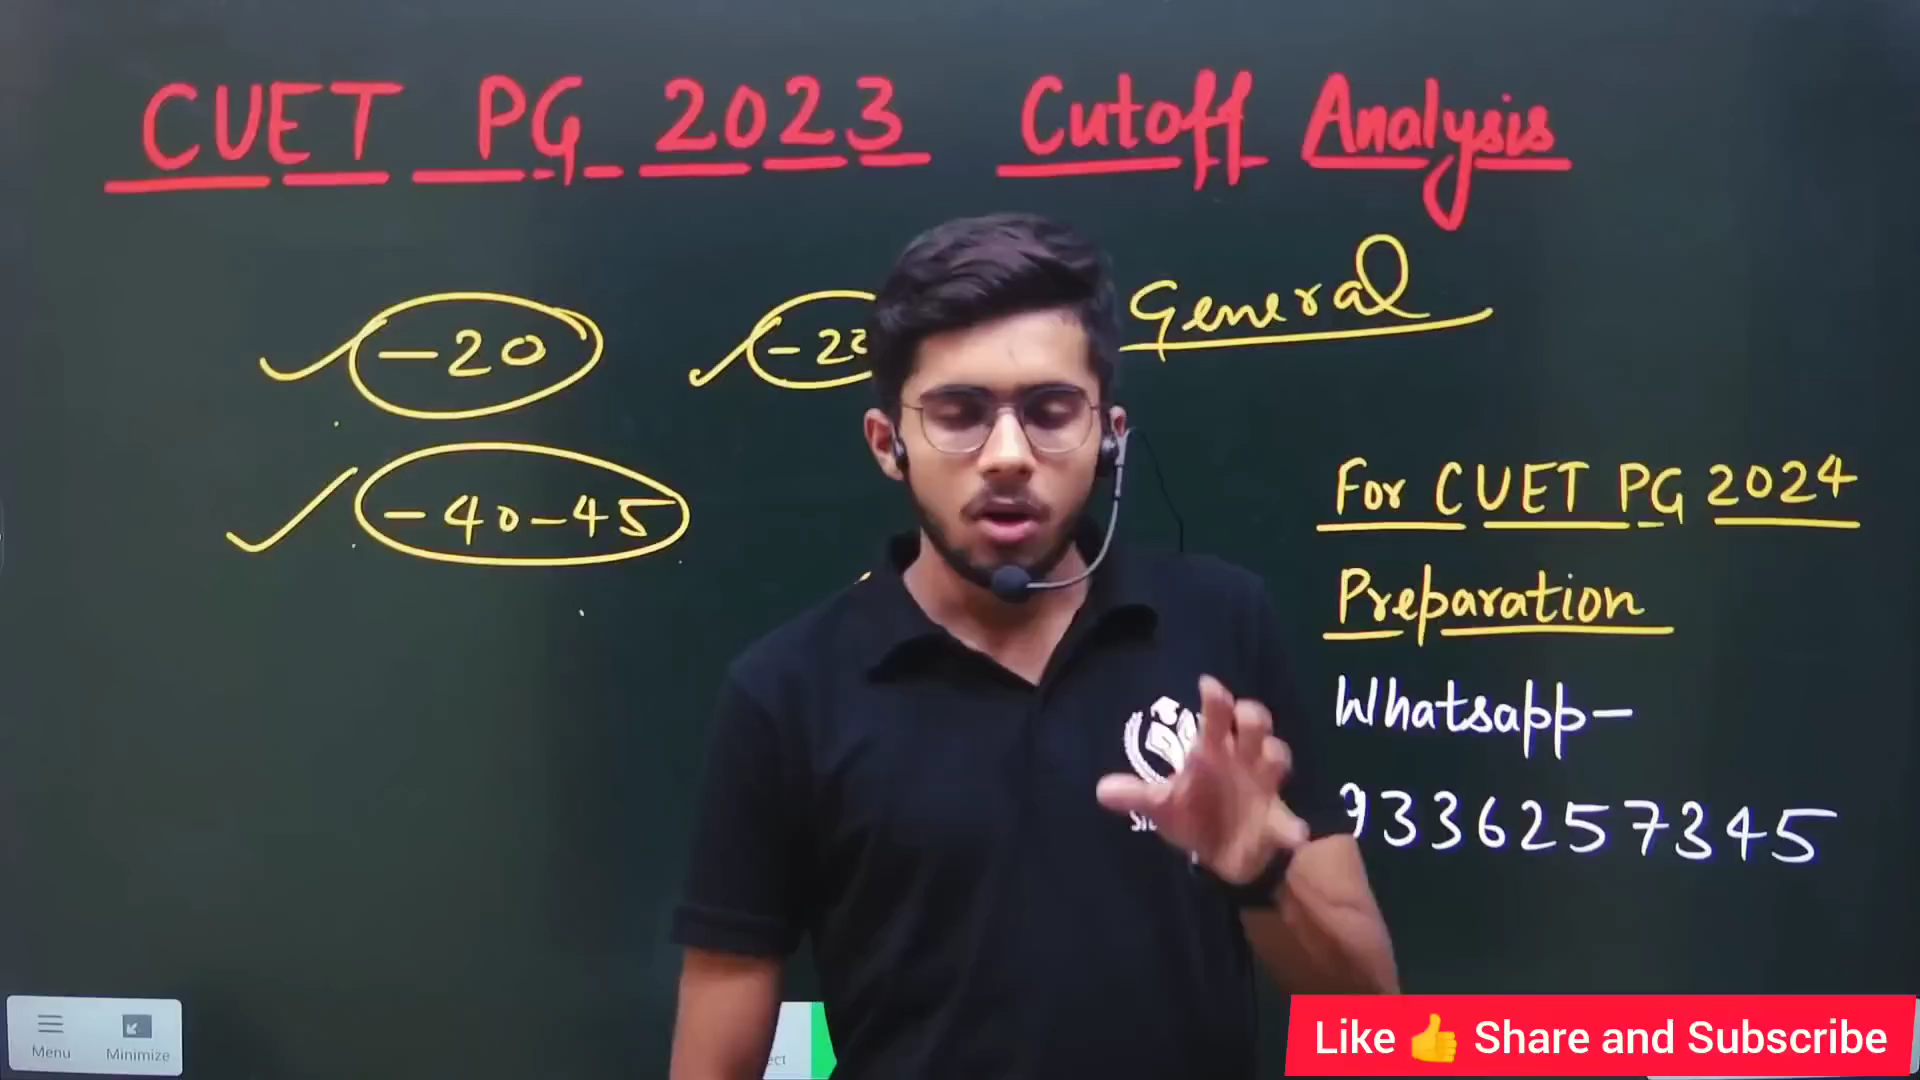 CUET PG 2023 Cutoff Analysis
-20
General
-40-45
For CUET PG 2024
Preparation
Whatsapp-
9336257345
Menu
Minimize
Like 👍 Share and Subscribe